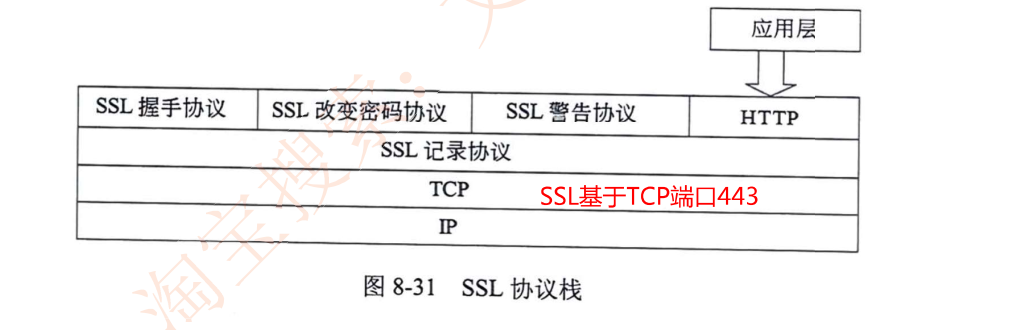 应用层
SSL 握手协议 SSL 改变密码协议 SSL 警告协议 HTTP
SSL 记录协议
TCP SSL基于TCP端口443
IP
图 8-31 SSL 协议栈
淘宝搜索：